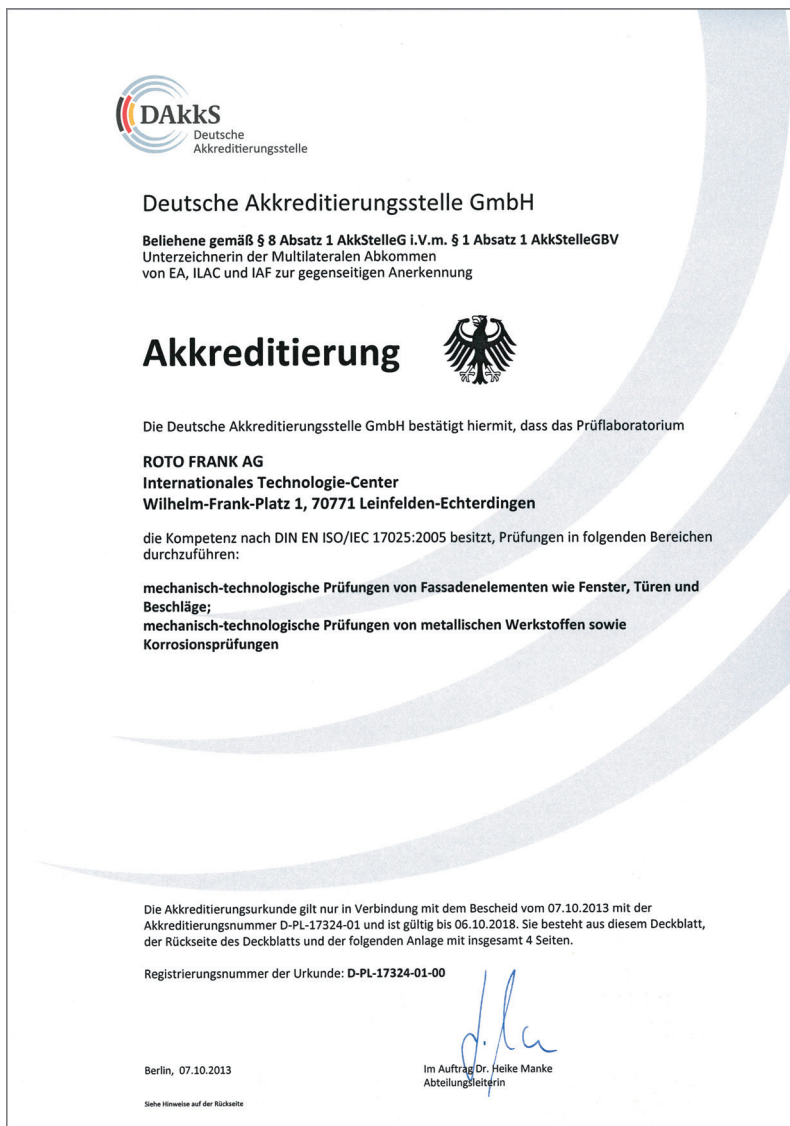 DAkkS
Deutsche
Akkreditierungsstelle
Deutsche Akkreditierungsstelle GmbH
Beliehene gemäß § 8 Absatz 1 AkkStelleG i.V.m. § 1 Absatz 1 AkkStelleGBV
Unterzeichnerin der Multilateralen Abkommen
von EA, ILAC und IAF zur gegenseitigen Anerkennung
Akkreditierung
Die Deutsche Akkreditierungsstelle GmbH bestätigt hiermit, dass das Prüflaboratorium
ROTO FRANK AG
Internationales Technologie-Center
Wilhelm-Frank-Platz 1, 70771 Leinfelden-Echterdingen
die Kompetenz nach DIN EN ISO/IEC 17025:2005 besitzt, Prüfungen in folgenden Bereichen
durchzuführen:
mechanisch-technologische Prüfungen von Fassadenelementen wie Fenster, Türen und
Beschläge;
mechanisch-technologische Prüfungen von metallischen Werkstoffen sowie
Korrosionsprüfungen
Die Akkreditierungsurkunde gilt nur in Verbindung mit dem Bescheid vom 07.10.2013 mit der
Akkreditierungsnummer D-PL-17324-01 und ist gültig bis 06.10.2018. Sie besteht aus diesem Deckblatt,
der Rückseite des Deckblatts und der folgenden Anlage mit insgesamt 4 Seiten.
Registrierungsnummer der Urkunde: D-PL-17324-01-00
Berlin, 07.10.2013
Im Auftrag Dr. Heike Manke
Abteilungsleiterin
Siehe Hinweise auf der Rückseite